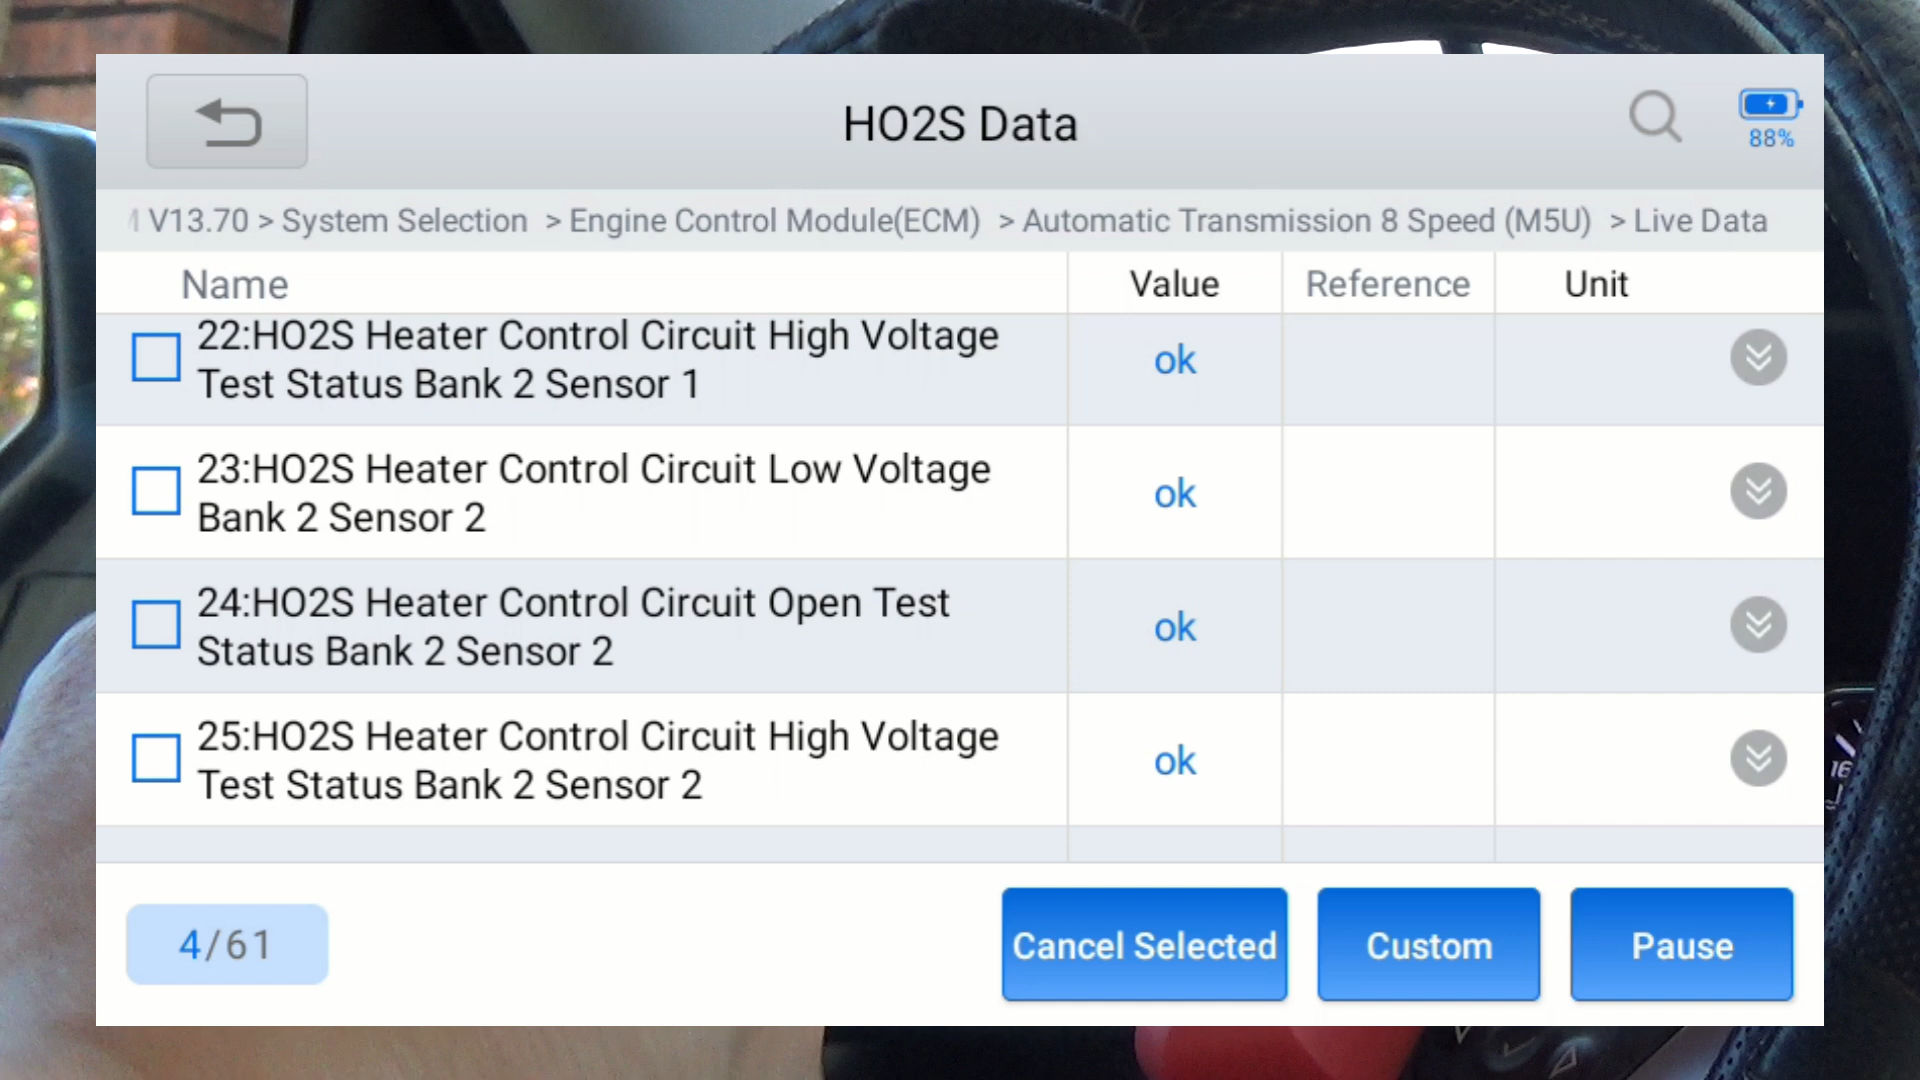 HO2S Data
88%
V13.70 > System Selection > Engine Control Module(ECM) > Automatic Transmission 8 Speed (M5U) > Live Data
Name Value Reference Unit
22:HO2S Heater Control Circuit High Voltage
Test Status Bank 2 Sensor 1
ok
23:HO2S Heater Control Circuit Low Voltage
Bank 2 Sensor 2
ok
24:HO2S Heater Control Circuit Open Test
Status Bank 2 Sensor 2
ok
25:HO2S Heater Control Circuit High Voltage
Test Status Bank 2 Sensor 2
ok
4/61
Cancel Selected
Custom
Pause
16